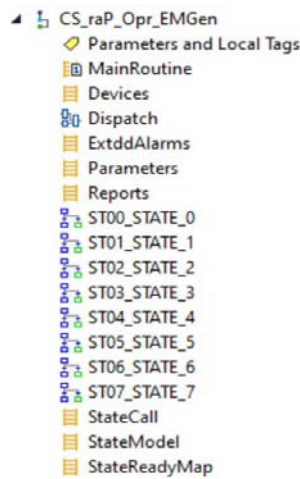 CS_raP_Opr_EMGen
Parameters and Local Tags
MainRoutine
Devices
Dispatch
ExtddAlarms
Parameters
Reports
ST00_STATE_0
ST01_STATE_1
ST02_STATE_2
ST03_STATE_3
ST04_STATE_4
ST05_STATE_5
ST06_STATE_6
ST07_STATE_7
StateCall
StateModel
StateReadyMap